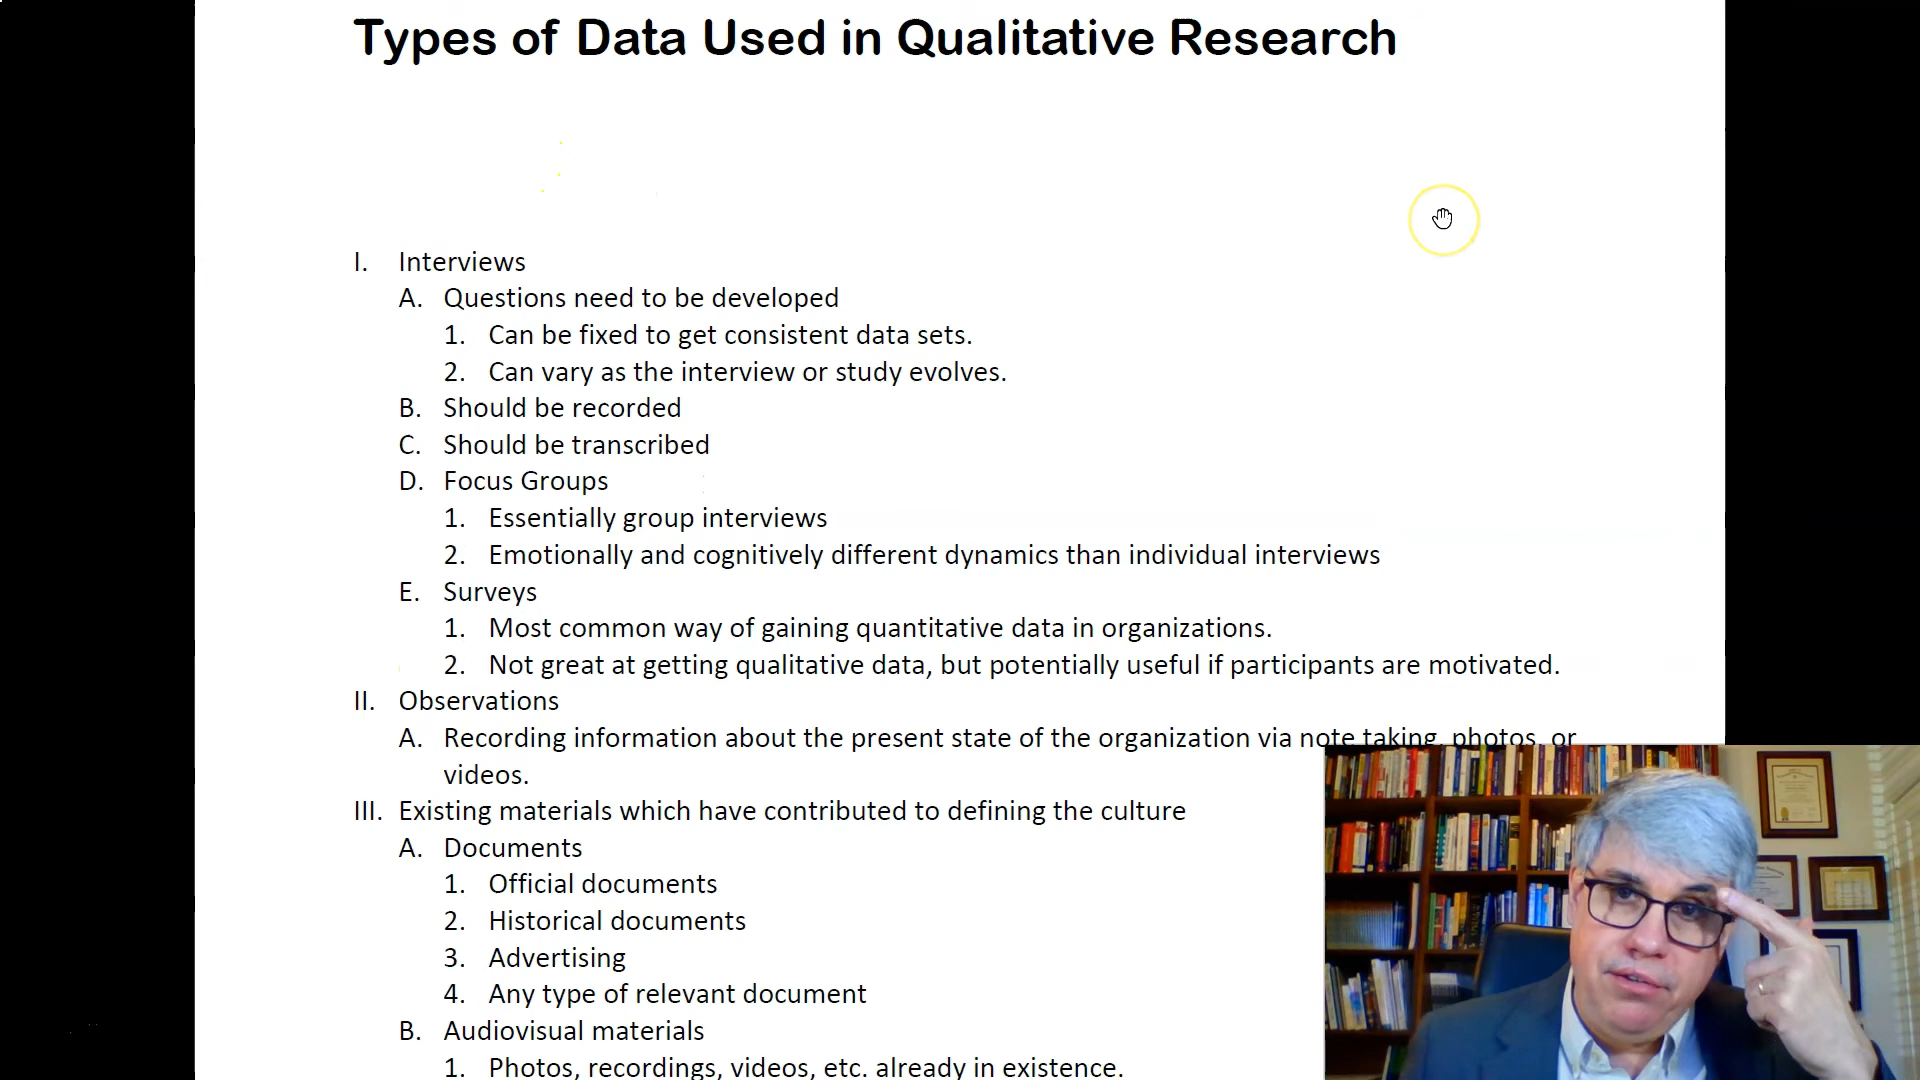 Types of Data Used in Qualitative Research
I. Interviews
A. Questions need to be developed
1. Can be fixed to get consistent data sets.
2. Can vary as the interview or study evolves.
B. Should be recorded
C. Should be transcribed
D. Focus Groups
1. Essentially group interviews
2. Emotionally and cognitively different dynamics than individual interviews
E. Surveys
1. Most common way of gaining quantitative data in organizations.
2. Not great at getting qualitative data, but potentially useful if participants are motivated.
II. Observations
A. Recording information about the present state of the organization via note taking, photos, or
videos.
III. Existing materials which have contributed to defining the culture
A. Documents
1. Official documents
2. Historical documents
3. Advertising
4. Any type of relevant document
B. Audiovisual materials
1. Photos, recordings, videos, etc. already in existence.